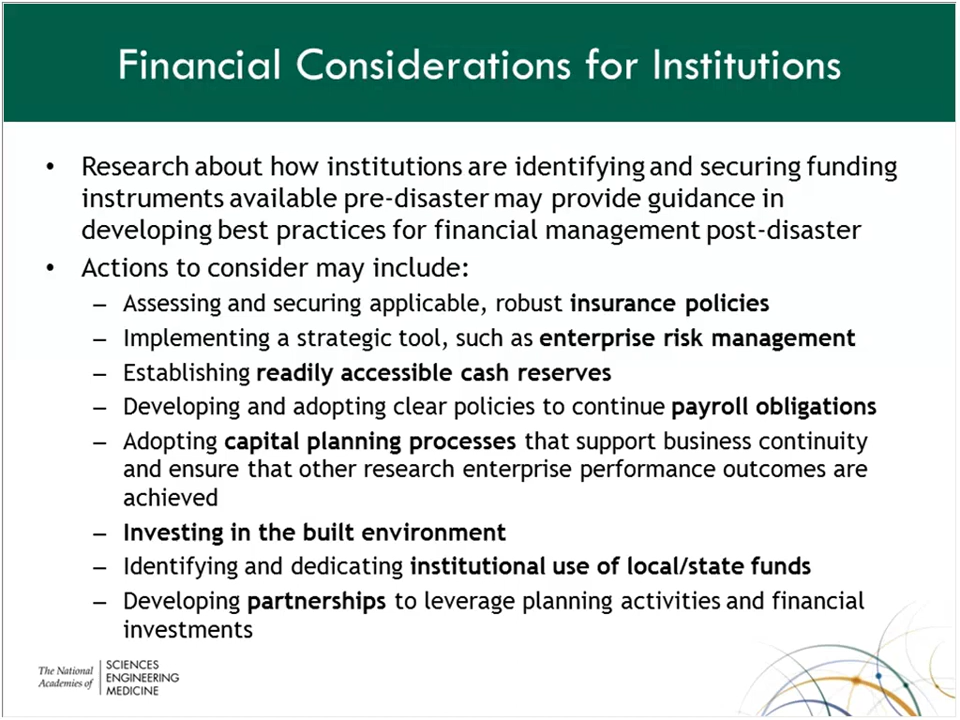 Financial Considerations for Institutions
• Research about how institutions are identifying and securing funding
instruments available pre-disaster may provide guidance in
developing best practices for financial management post-disaster
• Actions to consider may include:
– Assessing and securing applicable, robust insurance policies
– Implementing a strategic tool, such as enterprise risk management
– Establishing readily accessible cash reserves
– Developing and adopting clear policies to continue payroll obligations
– Adopting capital planning processes that support business continuity
and ensure that other research enterprise performance outcomes are
achieved
– Investing in the built environment
– Identifying and dedicating institutional use of local/state funds
– Developing partnerships to leverage planning activities and financial
investments
The National
Academies of
SCIENCES
ENGINEERING
MEDICINE